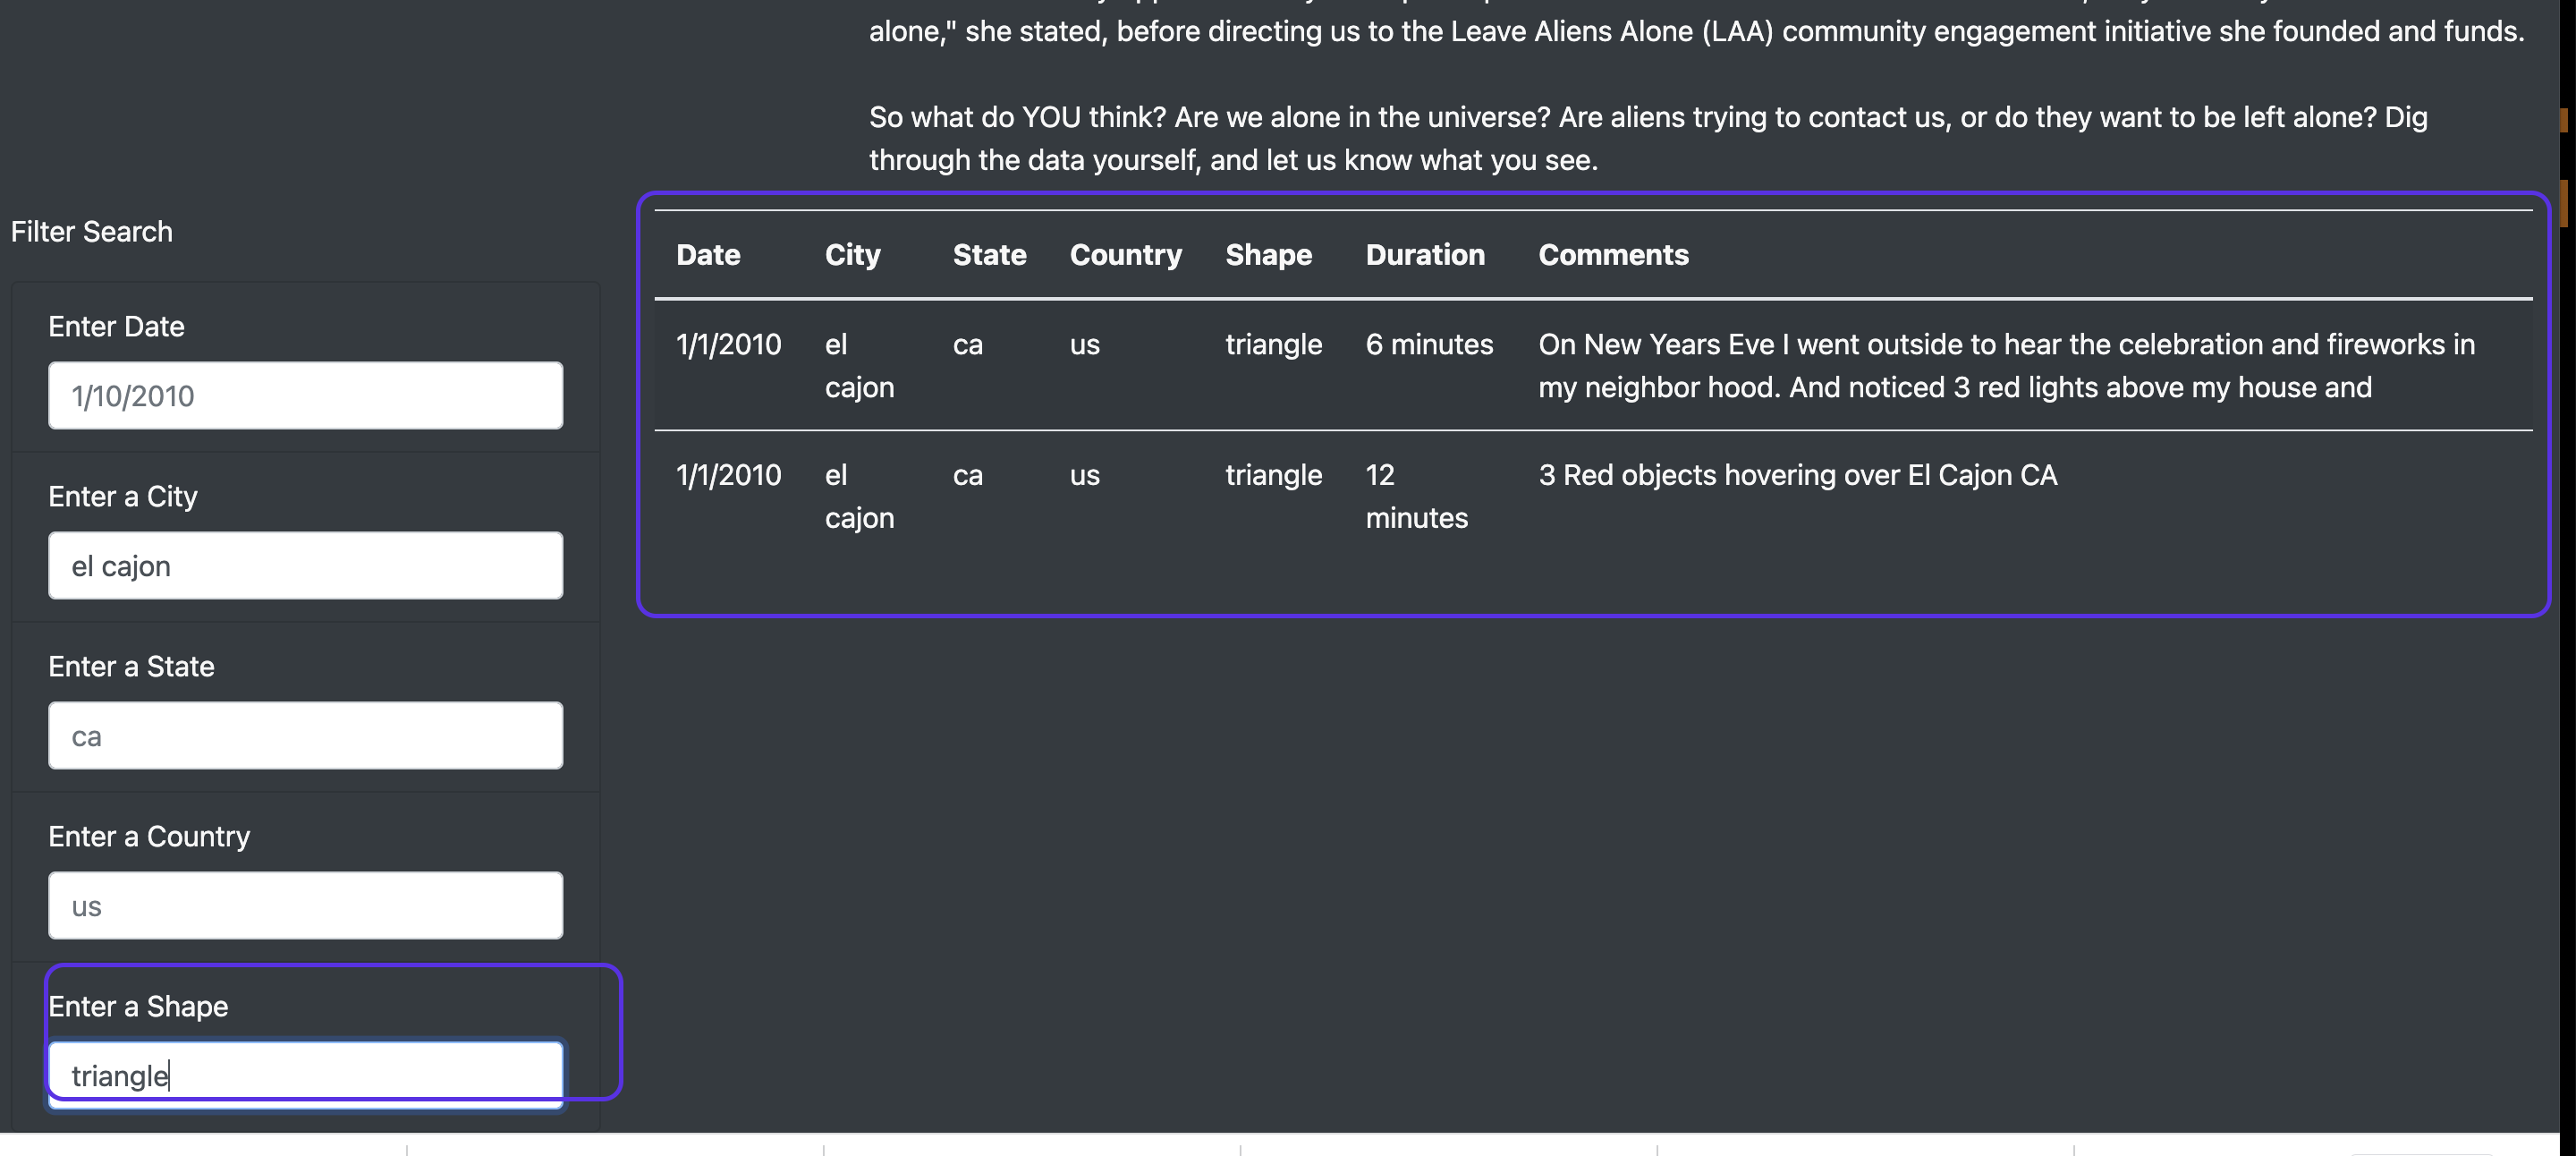 alone," she stated, before directing us to the Leave Aliens Alone (LAA) community engagement initiative she founded and funds.
So what do YOU think? Are we alone in the universe? Are aliens trying to contact us, or do they want to be left alone? Dig
through the data yourself, and let us know what you see.
Filter Search
Enter Date
1/10/2010
Enter a City
el cajon
Enter a State
ca
Enter a Country
us
Enter a Shape
triangle
Date City State Country Shape Duration Comments
1/1/2010 el ca us triangle 6 minutes On New Years Eve I went outside to hear the celebration and fireworks in
cajon my neighbor hood. And noticed 3 red lights above my house and
1/1/2010 el ca us triangle 12 3 Red objects hovering over El Cajon CA
cajon minutes